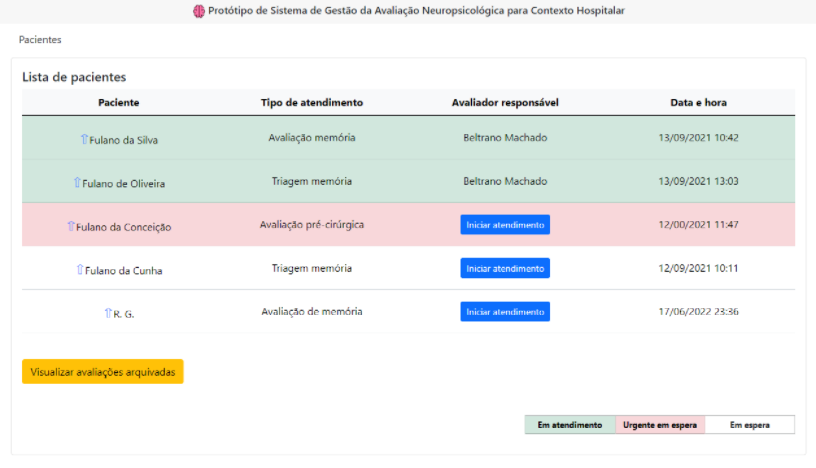 Protótipo de Sistema de Gestão da Avaliação Neuropsicológica para Contexto Hospitalar
Pacientes
Lista de pacientes
Paciente Tipo de atendimento Avaliador responsável Data e hora
⇧Fulano da Silva Avaliação memória Beltrano Machado 13/09/2021 10:42
⇧Fulano de Oliveira Triagem memória Beltrano Machado 13/09/2021 13:03
⇧Fulano da Conceição Avaliação pré-cirúrgica Iniciar atendimento 12/00/2021 11:47
⇧Fulano da Cunha Triagem memória Iniciar atendimento 12/09/2021 10:11
⇧R. G. Avaliação de memória Iniciar atendimento 17/06/2022 23:36
Visualizar avaliações arquivadas
Em atendimento Urgente em espera Em espera